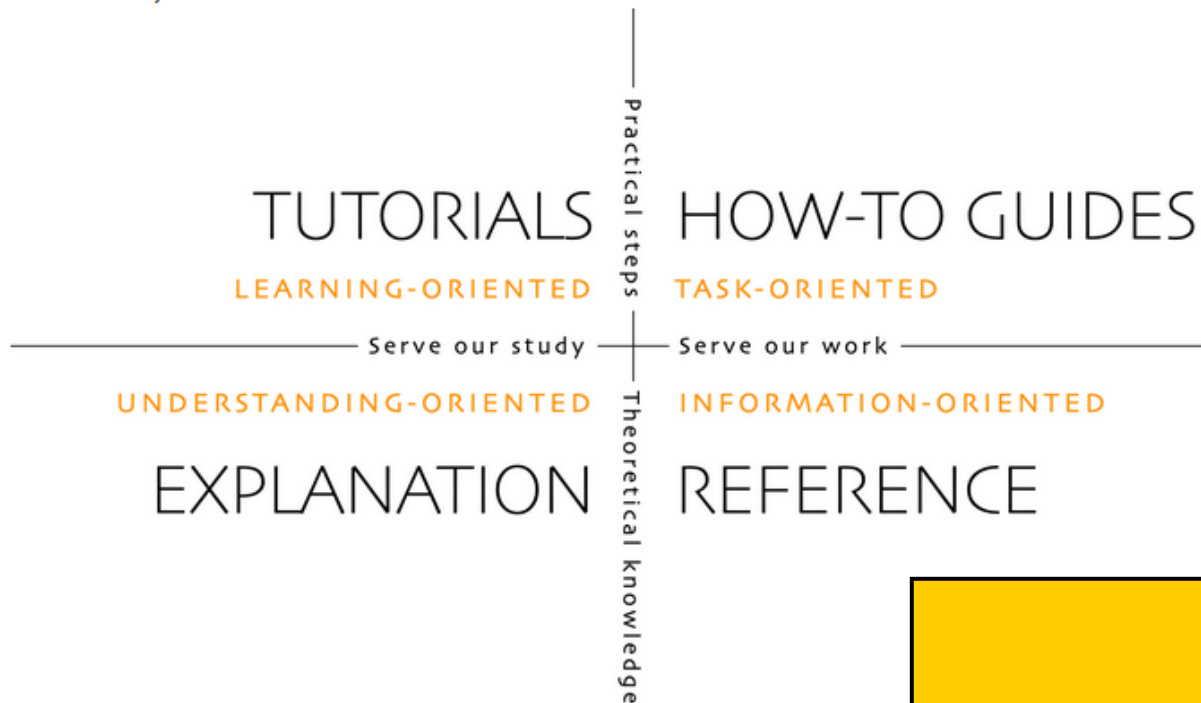 Practical steps
TUTORIALS
HOW-TO GUIDES
LEARNING-ORIENTED
TASK-ORIENTED
Serve our study
Serve our work
UNDERSTANDING-ORIENTED
INFORMATION-ORIENTED
Theoretical knowledge
EXPLANATION
REFERENCE